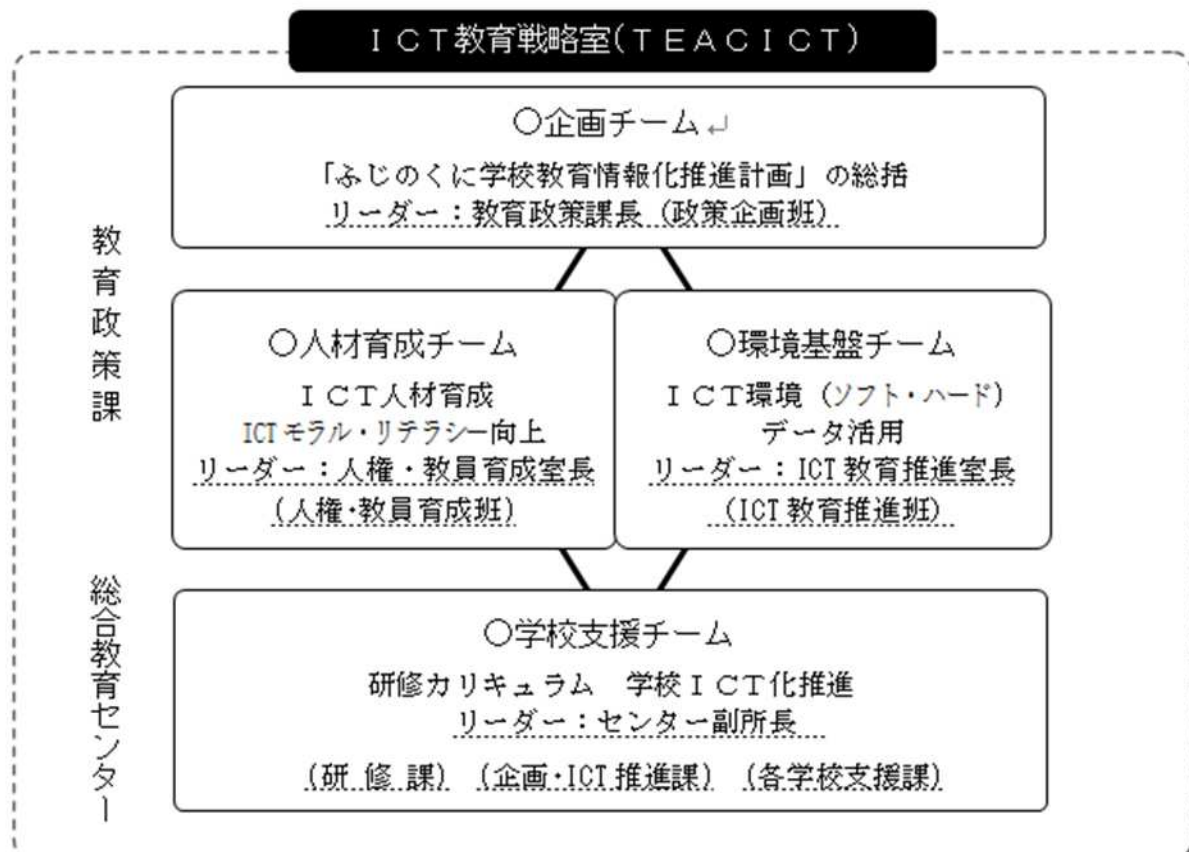 ＩＣＴ教育戦略室(ＴＥＡＣＩＣＴ)
教育政策課
○企画チーム↵
「ふじのくに学校教育情報化推進計画」の総括
リーダー：教育政策課長（政策企画班）
○人材育成チーム
ＩＣＴ人材育成
ICTモラル・リテラシー向上
リーダー：人権・教員育成室長
（人権・教員育成班）
○環境基盤チーム
ＩＣＴ環境（ソフト・ハード）
データ活用
リーダー：ICT教育推進室長
（ICT教育推進班）
総合教育センター
○学校支援チーム
研修カリキュラム　学校ＩＣＴ化推進
リーダー：センター副所長
（研 修 課）　（企画・ICT推進課）　（各学校支援課）